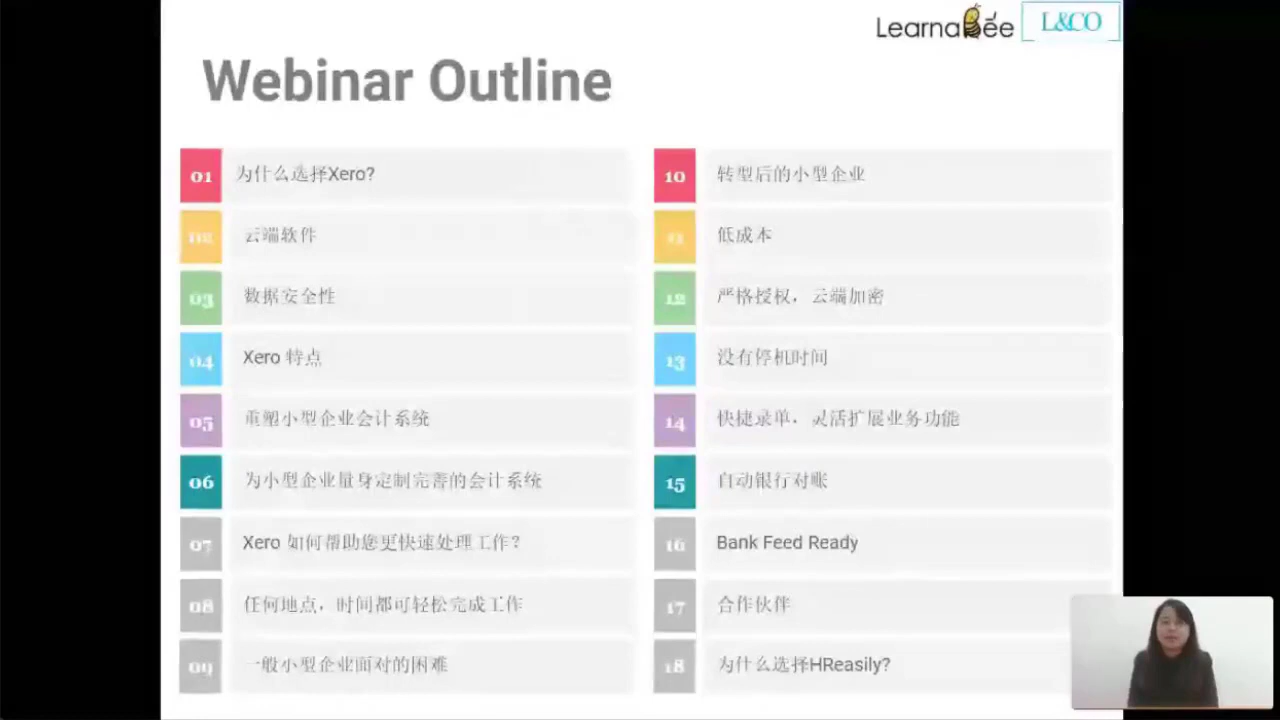 LearnaBee L&CO
Webinar Outline
01 为什么选择Xero?
02 云端软件
03 数据安全性
04 Xero 特点
05 重塑小型企业会计系统
06 为小型企业量身定制完善的会计系统
07 Xero 如何帮助您更快速处理工作?
08 任何地点，时间都可轻松完成工作
09 一般小型企业面对的困难
10 转型后的小型企业
11 低成本
12 严格授权，云端加密
13 没有停机时间
14 快捷录单，灵活扩展业务功能
15 自动银行对账
16 Bank Feed Ready
17 合作伙伴
18 为什么选择HReasily?